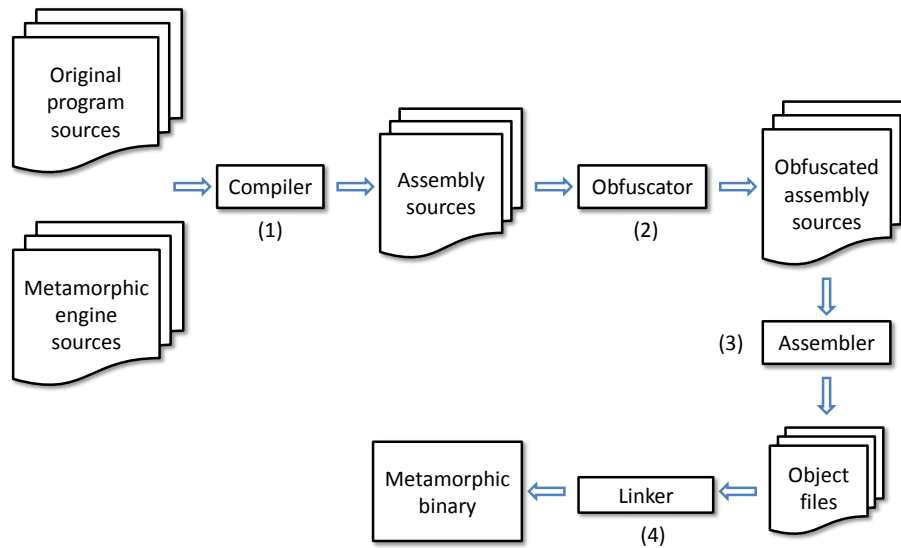 Original
program
sources
Metamorphic
engine
sources
Compiler
(1)
Assembly
sources
Obfuscator
(2)
Obfuscated
assembly
sources
(3)
Assembler
Object
files
Linker
(4)
Metamorphic
binary